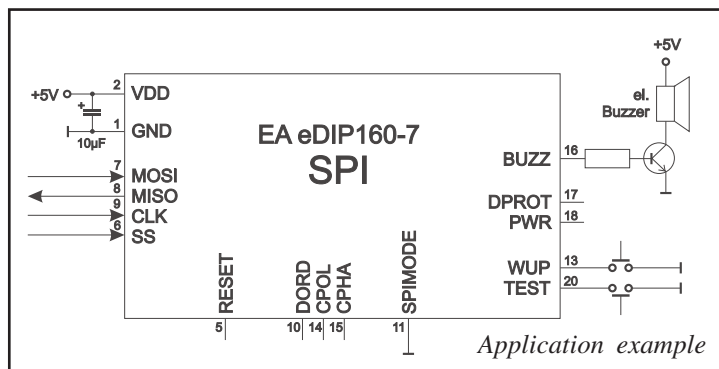 +5V
2 VDD
+
1 GND
10µF
7 MOSI
8 MISO
9 CLK
6 SS
EA eDIP160-7
SPI
+5V
el.
Buzzer
BUZZ 16
DPROT 17
PWR 18
WUP 13
TEST 20
RESET
DORD
CPOL
CPHA
SPIMODE
5
10
14
15
11
Application example